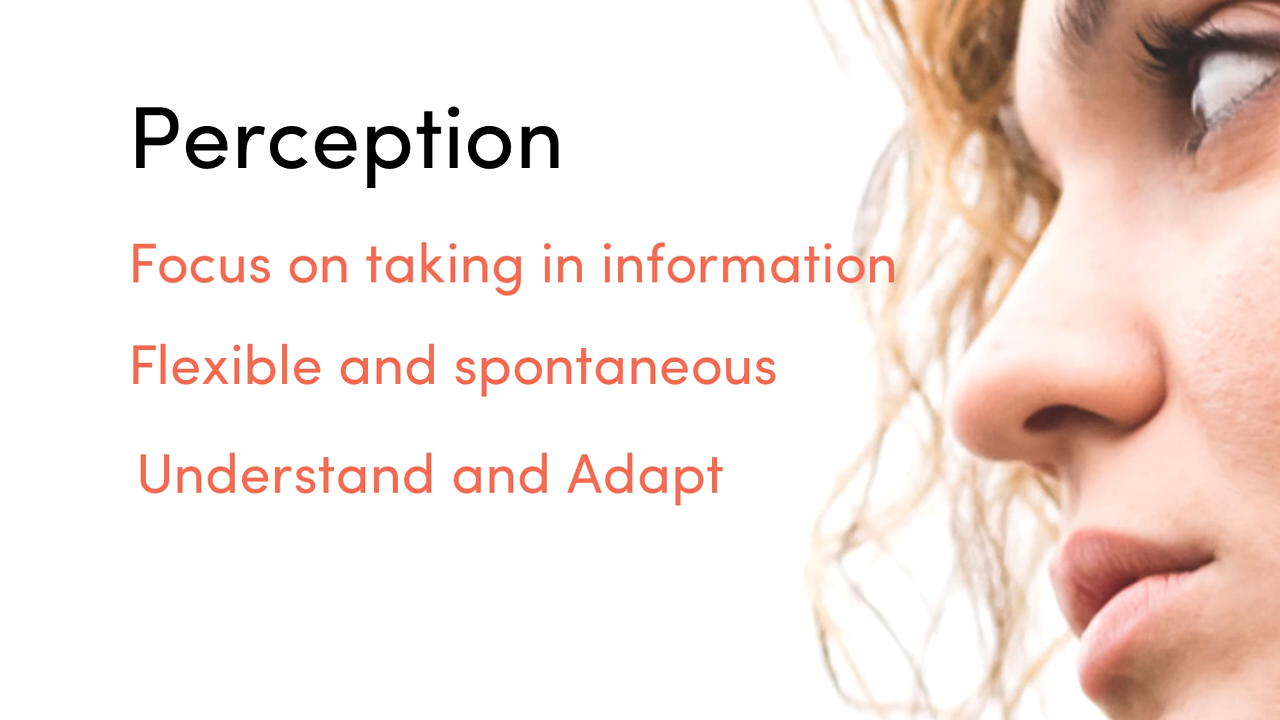 Perception
Focus on taking in information
Flexible and spontaneous
Understand and Adapt